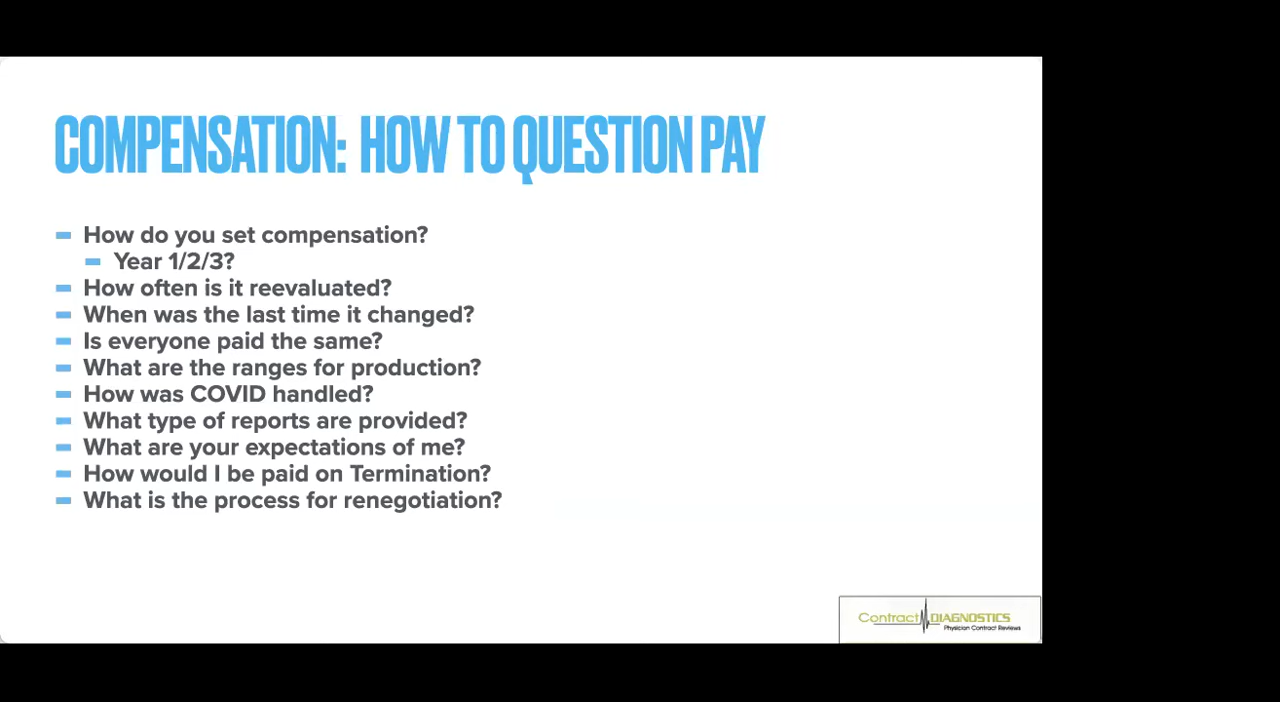 COMPENSATION: HOW TO QUESTION PAY
How do you set compensation?
Year 1/2/3?
How often is it reevaluated?
When was the last time it changed?
Is everyone paid the same?
What are the ranges for production?
How was COVID handled?
What type of reports are provided?
What are your expectations of me?
How would I be paid on Termination?
What is the process for renegotiation?
Contract DIAGNOSTICS
Physician Contract Reviews